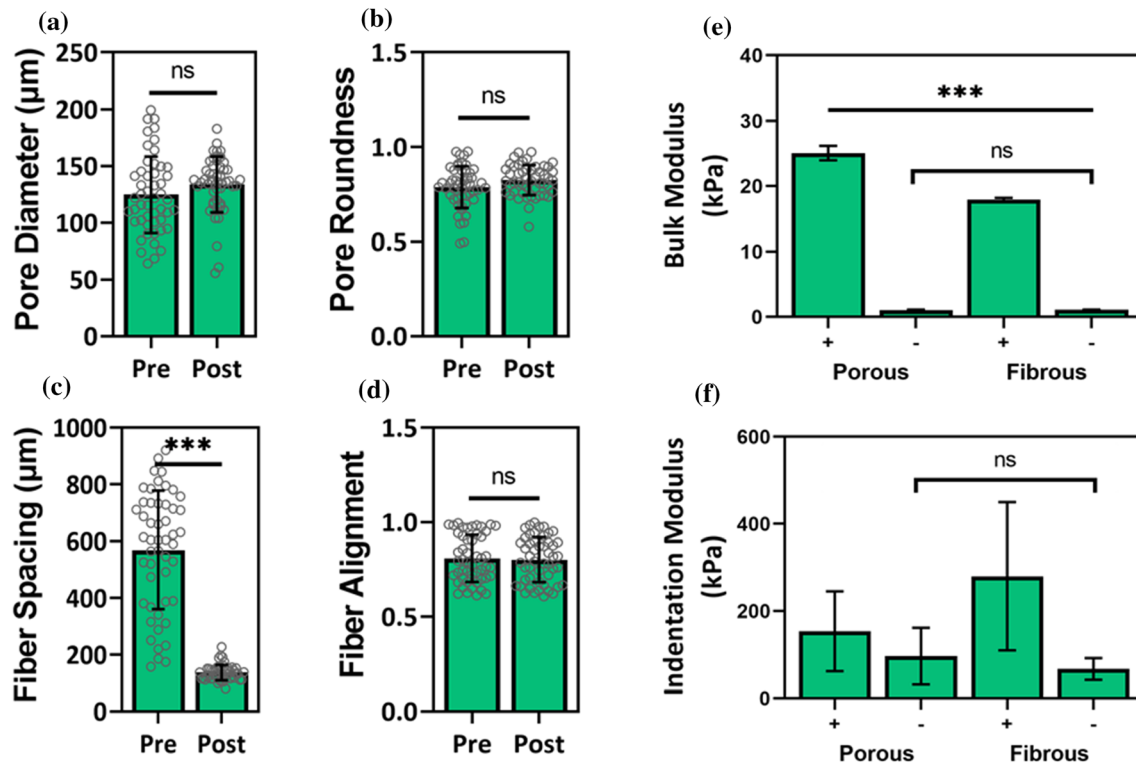 (a)
Pore Diameter (µm)
250
200
150
100
50
0
ns
Pre Post
(b)
Pore Roundness
1.5
1.0
0.5
0.0
ns
Pre Post
(c)
Fiber Spacing (µm)
1000
800
600
400
200
0
***
Pre Post
(d)
Fiber Alignment
1.5
1.0
0.5
0.0
ns
Pre Post
(e)
Bulk Modulus
(kPa)
40
30
20
10
0
***
ns
+ - + -
Porous Fibrous
(f)
Indentation Modulus
(kPa)
600
400
200
0
ns
+ - + -
Porous Fibrous